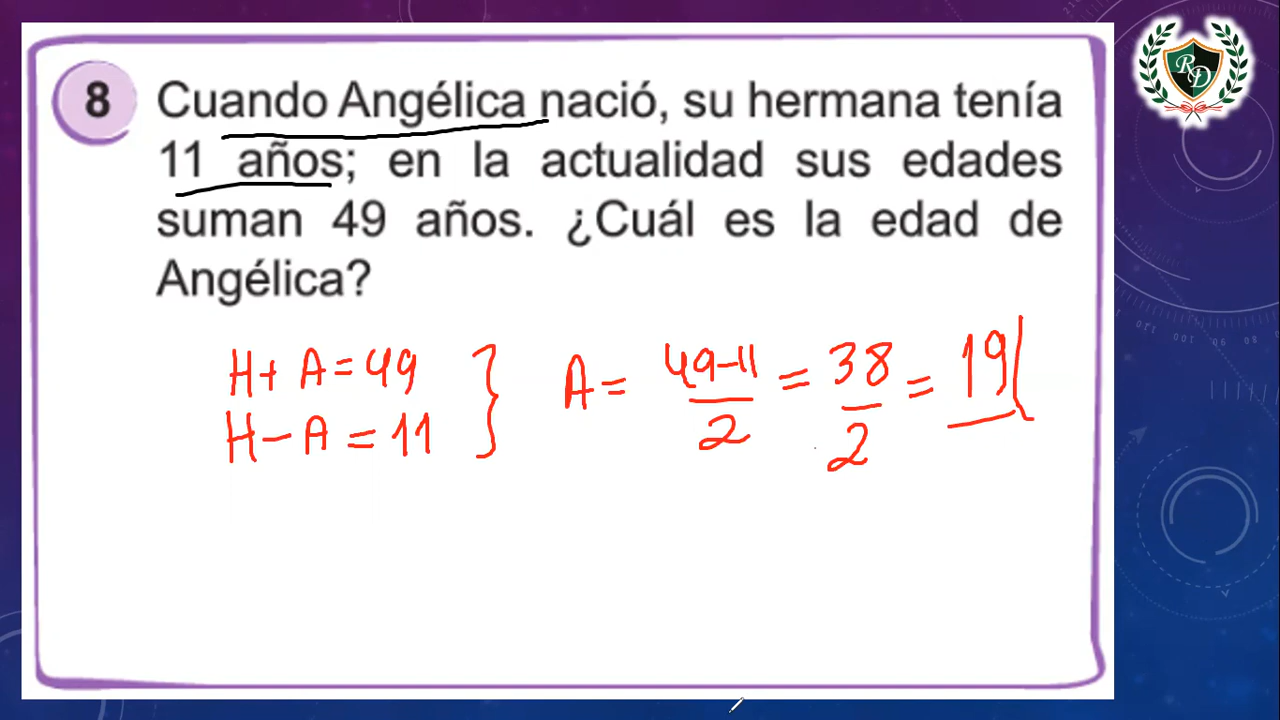 8 Cuando Angélica nació, su hermana tenía
11 años; en la actualidad sus edades
suman 49 años. ¿Cuál es la edad de
Angélica?
H + A = 49
H − A = 11
} A = 49-11/2 = 38/2 = 19
RD